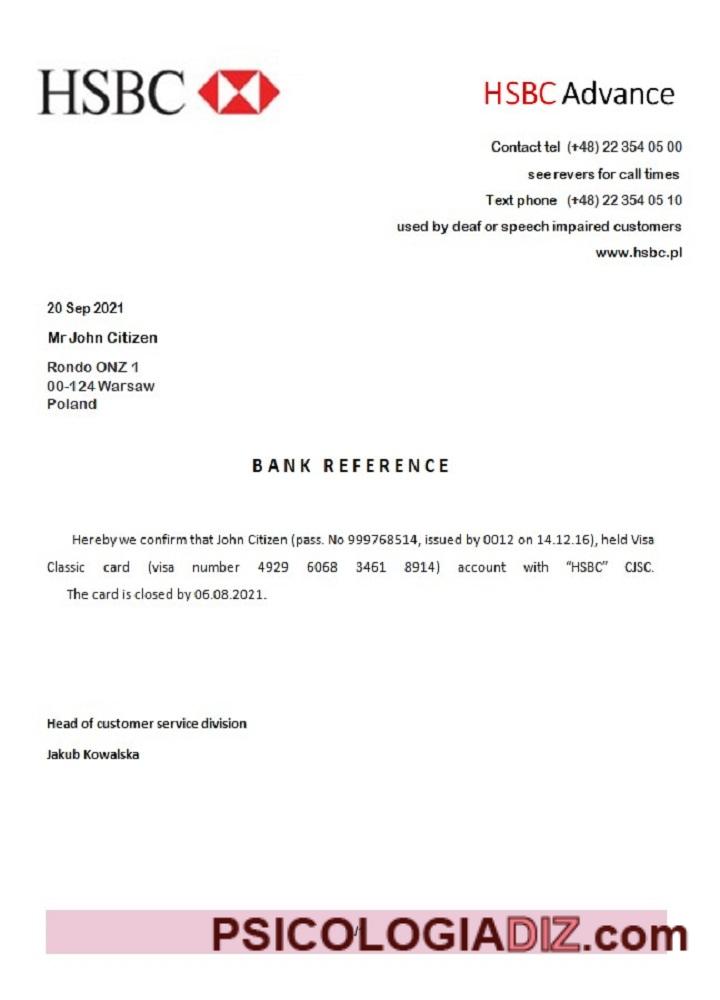 HSBC
HSBC Advance
Contact tel (+48) 22 354 05 00
see revers for call times
Text phone (+48) 22 354 05 10
used by deaf or speech impaired customers
www.hsbc.pl
20 Sep 2021
Mr John Citizen
Rondo ONZ 1
00-124 Warsaw
Poland
BANK REFERENCE
Hereby we confirm that John Citizen (pass. No 999768514, issued by 0012 on 14.12.16), held Visa
Classic card (visa number 4929 6068 3461 8914) account with “HSBC” CJSC.
The card is closed by 06.08.2021.
Head of customer service division
Jakub Kowalska
PSICOLOGIADIZ.com